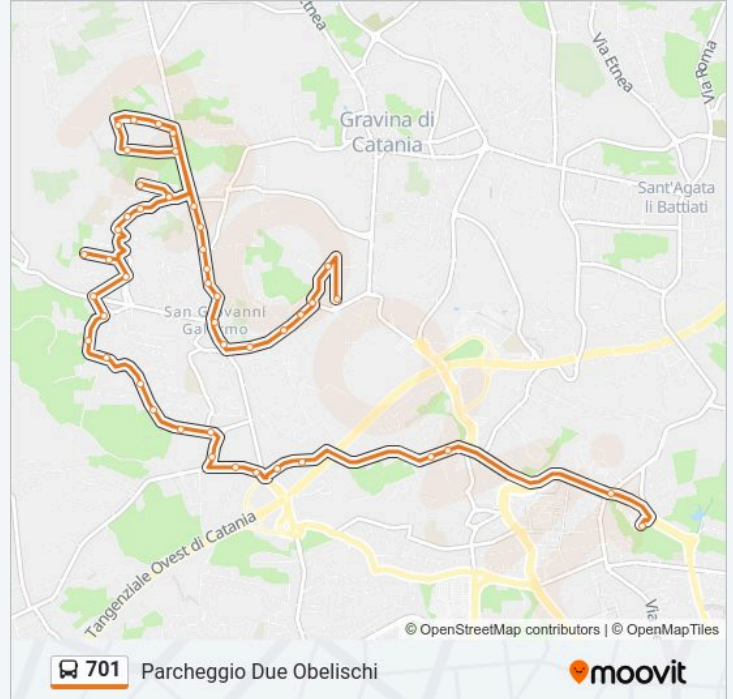 Etnea
Via Etnea
Via Roma
Gravina di
Catania
Sant'Agata
li Battiati
San Giovanni
Galermo
Tangenziale Ovest di Catania
Via
© OpenStreetMap contributors | © OpenMapTiles
701 Parcheggio Due Obelischi
moovit